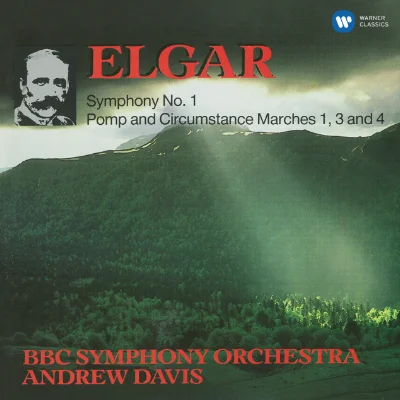 WARNER
CLASSICS
ELGAR
Symphony No. 1
Pomp and Circumstance Marches 1, 3 and 4
BBC SYMPHONY ORCHESTRA
ANDREW DAVIS